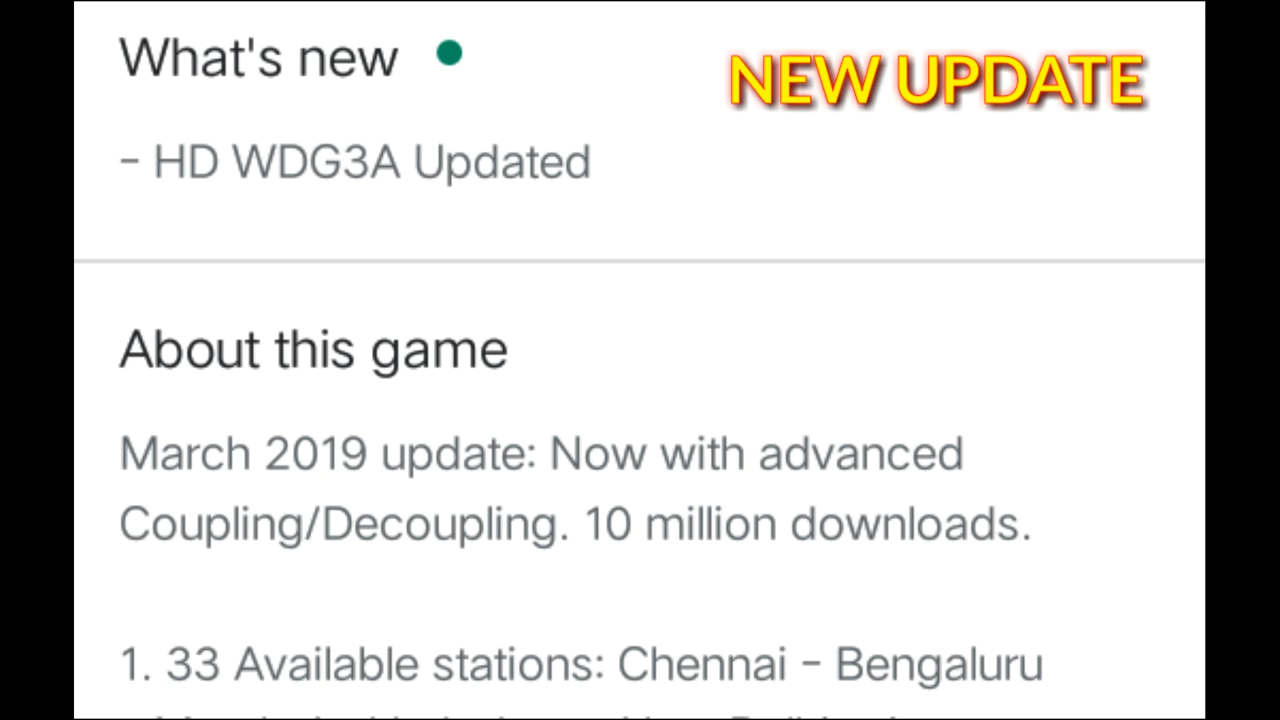 What's new
NEW UPDATE
- HD WDG3A Updated
About this game
March 2019 update: Now with advanced
Coupling/Decoupling. 10 million downloads.
1. 33 Available stations: Chennai - Bengaluru